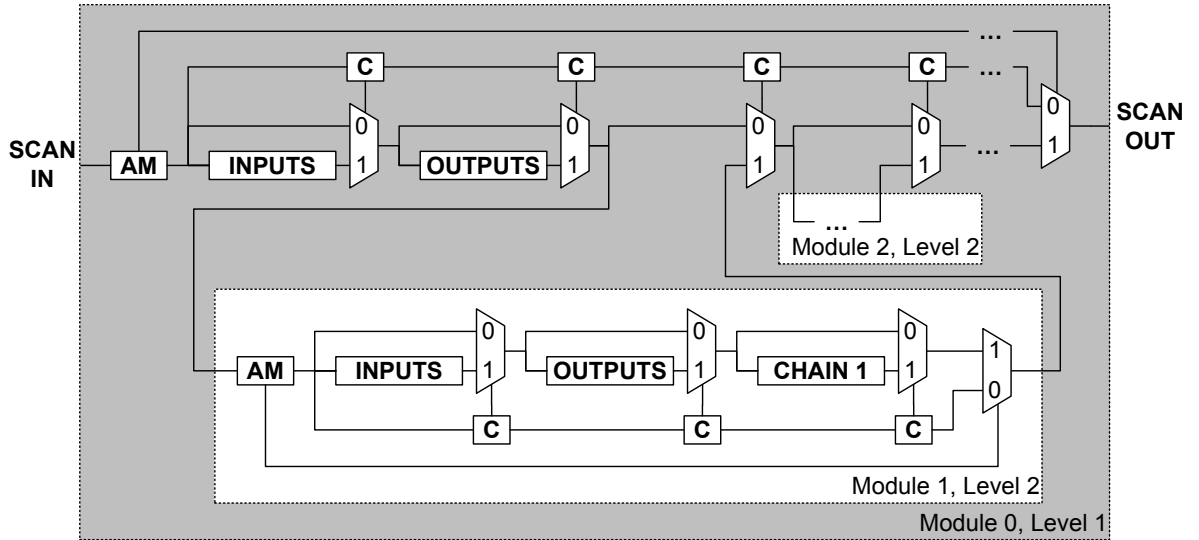 ...
C C C C ...
0 0 0 0 0
SCAN IN
AM
1 INPUTS
1 OUTPUTS
1
1
...
1
SCAN OUT
...
Module 2, Level 2
0 0 0 1
AM
INPUTS 1
OUTPUTS 1
CHAIN 1 1
0
C C C
Module 1, Level 2
Module 0, Level 1